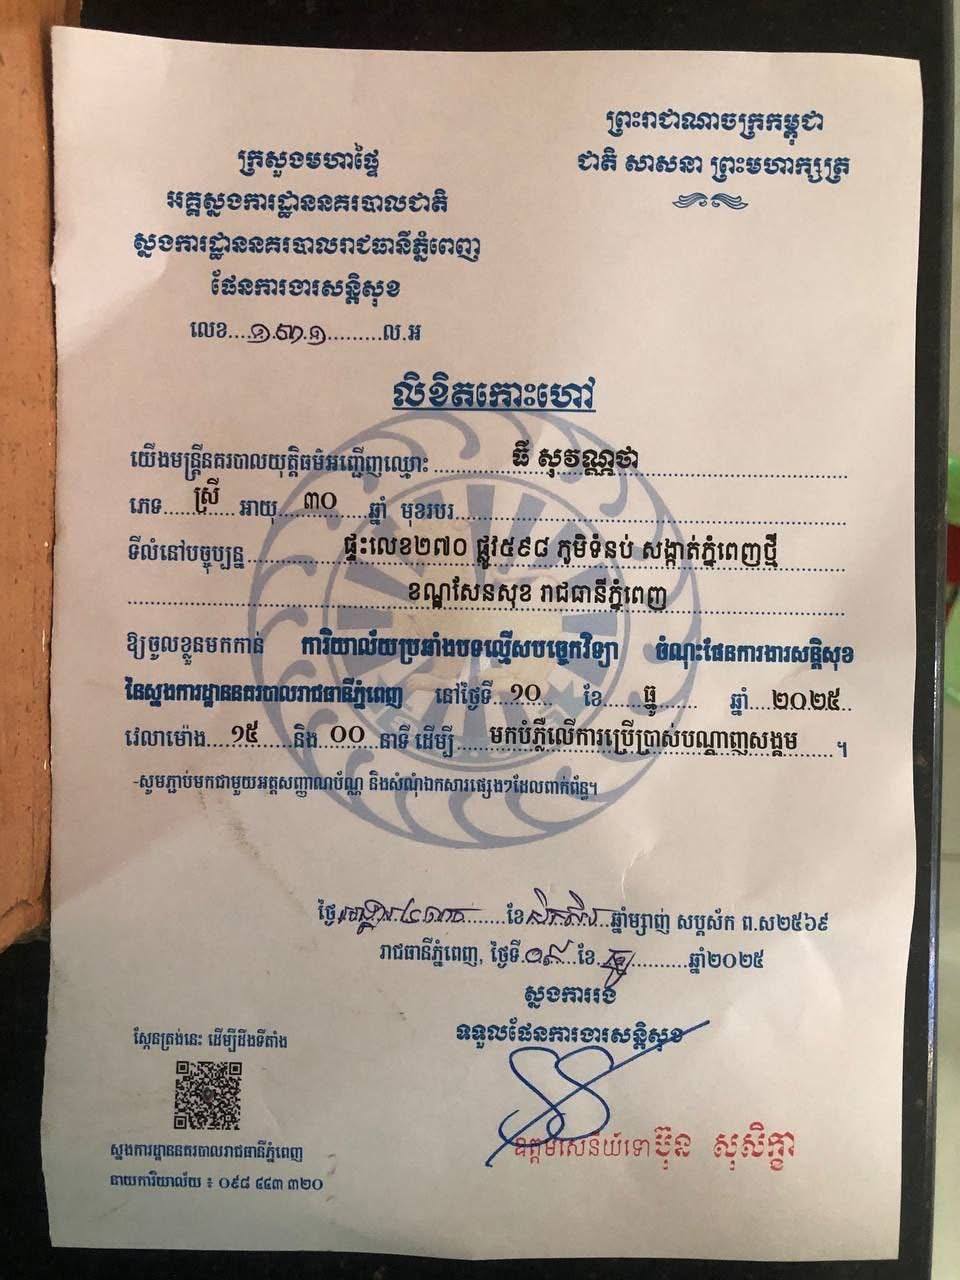 ព្រះរាជាណាចក្រកម្ពុជា
ជាតិ សាសនា ព្រះមហាក្សត្រ
ក្រសួងមហាផ្ទៃ
អគ្គស្នងការដ្ឋាននគរបាលជាតិ
ស្នងការដ្ឋាននគរបាលរាជធានីភ្នំពេញ
ផែនការងារសន្តិសុខ
លេខ....១៣១.........ល.អ
លិខិតកោះហៅ
យើងមន្ត្រីនគរបាលយុត្តិធម៌អញ្ជើញឈ្មោះ ធី សុវណ្ណថា
ភេទ ស្រី អាយុ ៣០ ឆ្នាំ មុខរបរ
ទីលំនៅបច្ចុប្បន្ន ផ្ទះលេខ២៧០ ផ្លូវ៥៩៨ ភូមិទំនប់ សង្កាត់ភ្នំពេញថ្មី
ខណ្ឌសែនសុខ រាជធានីភ្នំពេញ
ឱ្យចូលខ្លួនមកកាន់ ការិយាល័យប្រឆាំងបទល្មើសបច្ចេកវិទ្យា ចំណុះផែនការងារសន្តិសុខ
នៃស្នងការដ្ឋាននគរបាលរាជធានីភ្នំពេញ នៅថ្ងៃទី ១០ ខែ ធ្នូ ឆ្នាំ ២០២៥
វេលាម៉ោង ១៥ និង ០០ នាទី ដើម្បី មកបំភ្លឺលើការប្រើប្រាស់បណ្តាញសង្គម ។
-សូមភ្ជាប់មកជាមួយអត្តសញ្ញាណប័ណ្ណ និងសំណុំឯកសារផ្សេងៗដែលពាក់ព័ន្ធ។
ថ្ងៃ ខែ មិគសិរ ឆ្នាំម្សាញ់ សប្តស័ក ព.ស២៥៦៩
រាជធានីភ្នំពេញ, ថ្ងៃទី ០៩ ខែ ធ្នូ ឆ្នាំ២០២៥
ស្នងការរង
ទទួលផែនការងារសន្តិសុខ
ឧត្តមសេនីយ៍ទោ ប៊ុន សុសិក្ខា
ស្កែនត្រង់នេះ ដើម្បីដឹងទីតាំង
ស្នងការដ្ឋាននគរបាលរាជធានីភ្នំពេញ
នាយការិយាល័យ ៖ ០៩៨ ៤៤៣ ៣២០